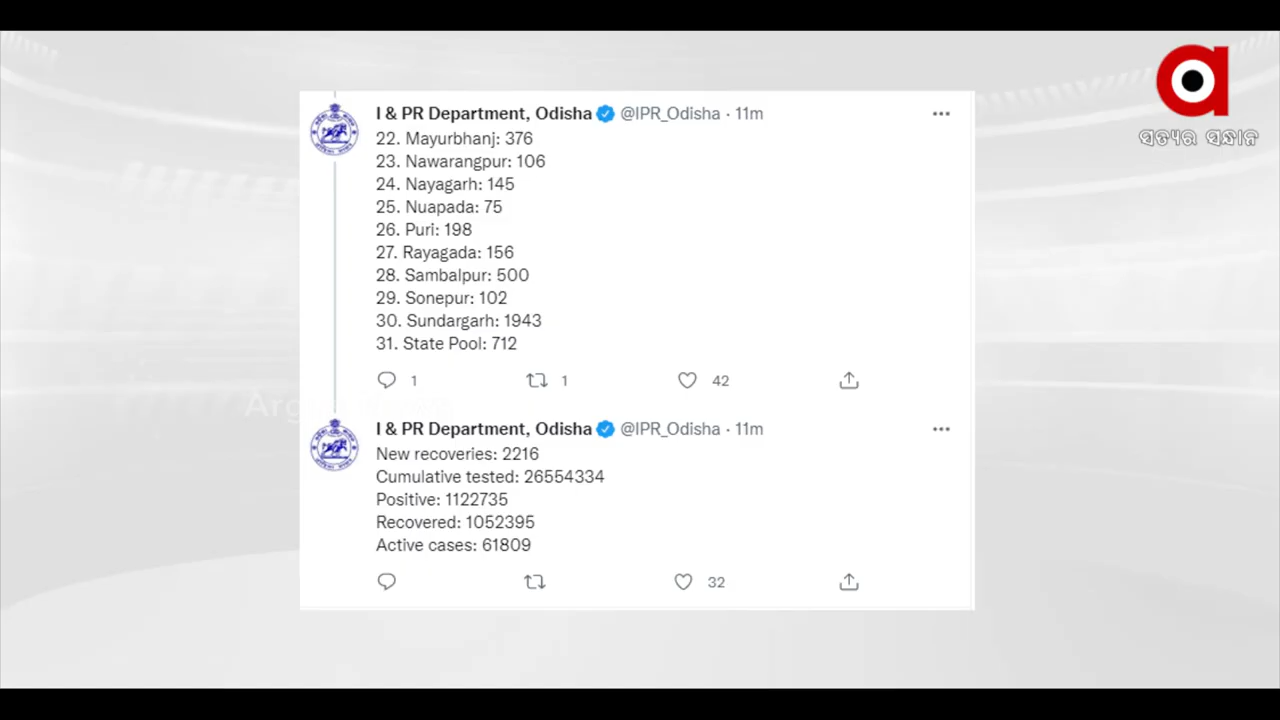 ସତ୍ୟର ସନ୍ଧାନ
I & PR Department, Odisha @IPR_Odisha · 11m
22. Mayurbhanj: 376
23. Nawarangpur: 106
24. Nayagarh: 145
25. Nuapada: 75
26. Puri: 198
27. Rayagada: 156
28. Sambalpur: 500
29. Sonepur: 102
30. Sundargarh: 1943
31. State Pool: 712
1 1 42
I & PR Department, Odisha @IPR_Odisha · 11m
New recoveries: 2216
Cumulative tested: 26554334
Positive: 1122735
Recovered: 1052395
Active cases: 61809
32